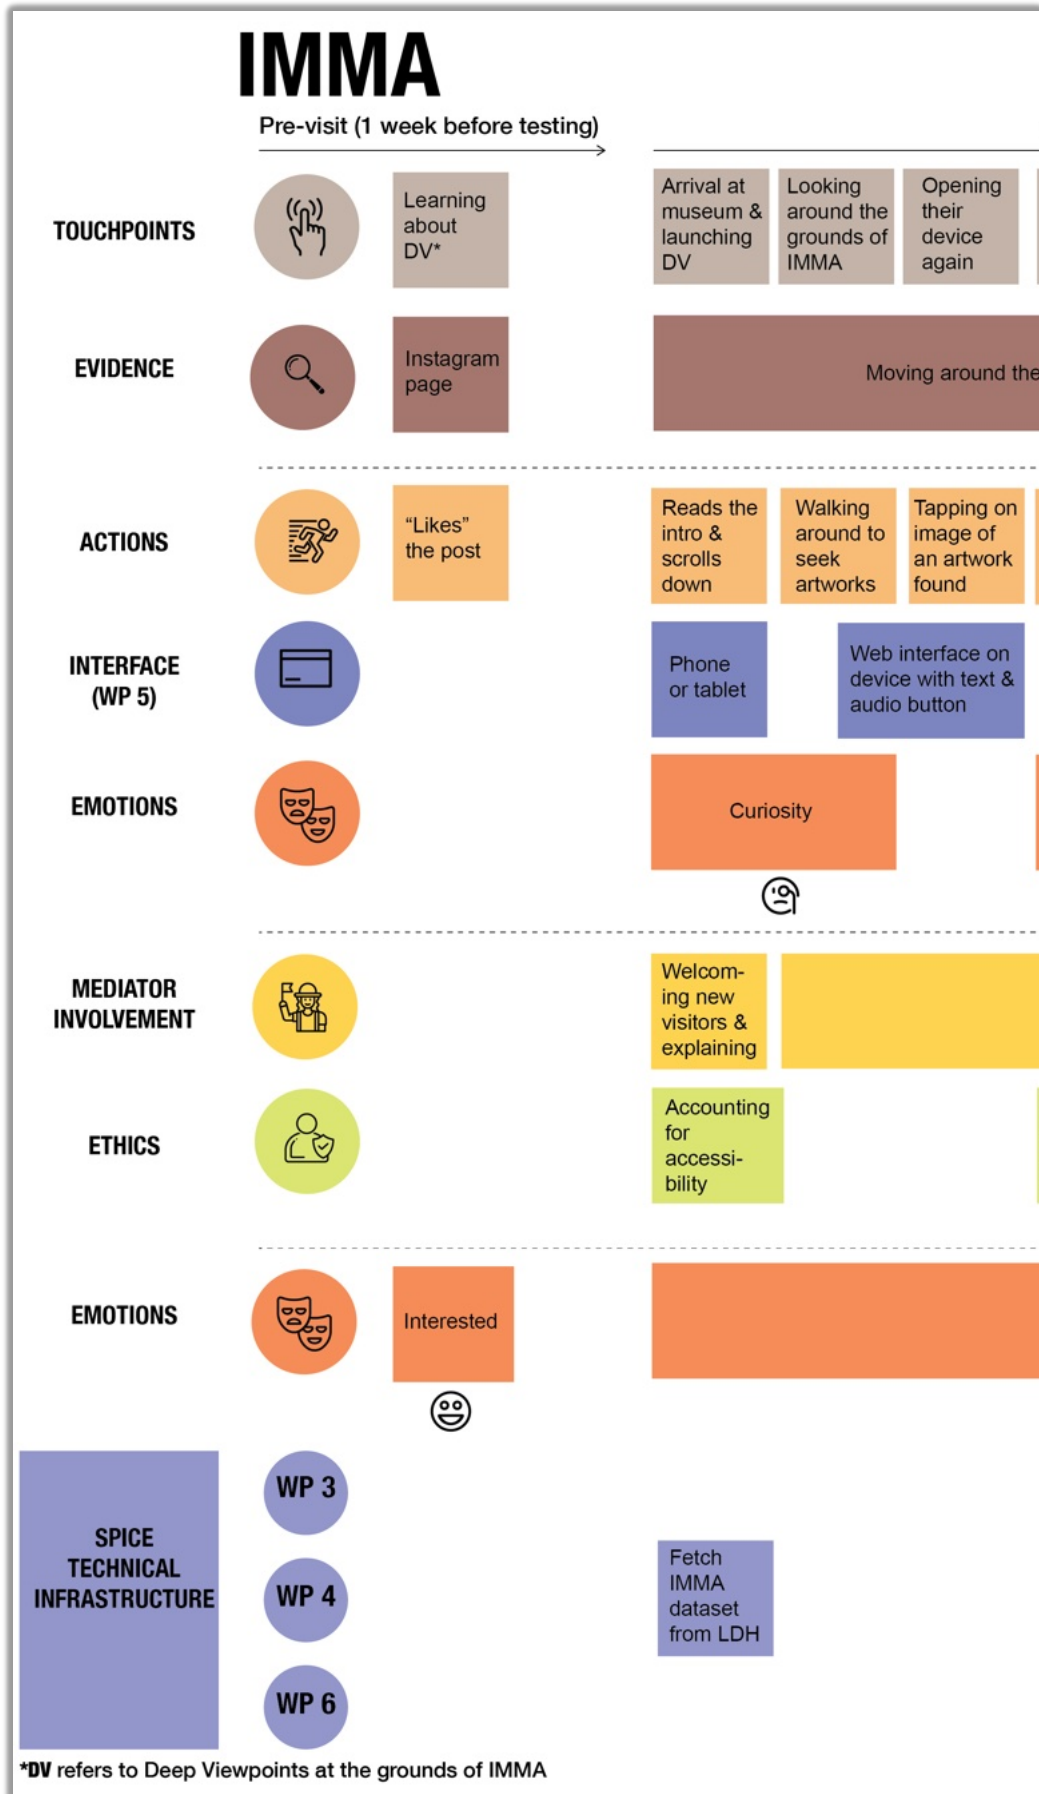 IMMA
Pre-visit (1 week before testing)
TOUCHPOINTS
Learning
about
DV*
Arrival at
museum &
launching
DV
Looking
around the
grounds of
IMMA
Opening
their
device
again
EVIDENCE
Instagram
page
Moving around the
ACTIONS
“Likes”
the post
Reads the
intro &
scrolls
down
Walking
around to
seek
artworks
Tapping on
image of
an artwork
found
INTERFACE
(WP 5)
Phone
or tablet
Web interface on
device with text &
audio button
EMOTIONS
Curiosity
MEDIATOR
INVOLVEMENT
Welcom-
ing new
visitors &
explaining
ETHICS
Accounting
for
accessi-
bility
EMOTIONS
Interested
SPICE
TECHNICAL
INFRASTRUCTURE
WP 3
WP 4
WP 6
Fetch
IMMA
dataset
from LDH
*DV refers to Deep Viewpoints at the grounds of IMMA